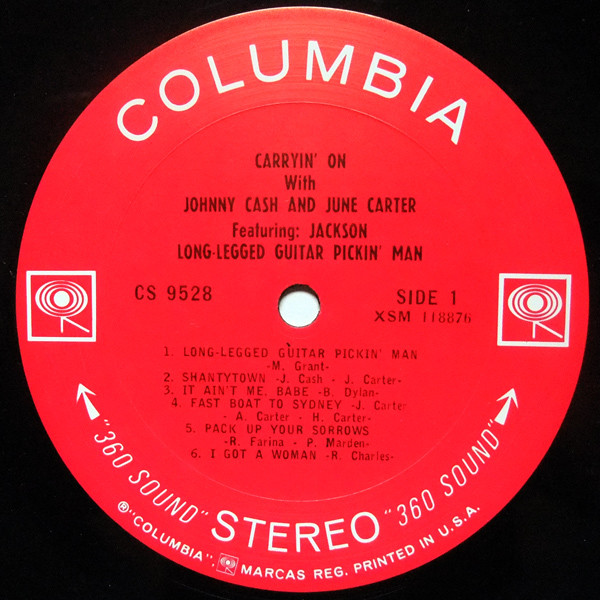 COLUMBIA
CARRYIN' ON
With
JOHNNY CASH AND JUNE CARTER
Featuring: JACKSON
LONG-LEGGED GUITAR PICKIN' MAN
CS 9528
SIDE 1
XSM 118876
1. LONG-LEGGED GUITAR PICKIN' MAN
-M. Grant-
2. SHANTYTOWN -J. Cash - J. Carter-
3. IT AIN'T ME, BABE -B. Dylan-
4. FAST BOAT TO SYDNEY -J. Carter
- A. Carter - H. Carter-
5. PACK UP YOUR SORROWS
-R. Farina - P. Marden-
6. I GOT A WOMAN -R. Charles-
"360 SOUND" STEREO "360 SOUND"
®"COLUMBIA", MARCAS REG. PRINTED IN U.S.A.